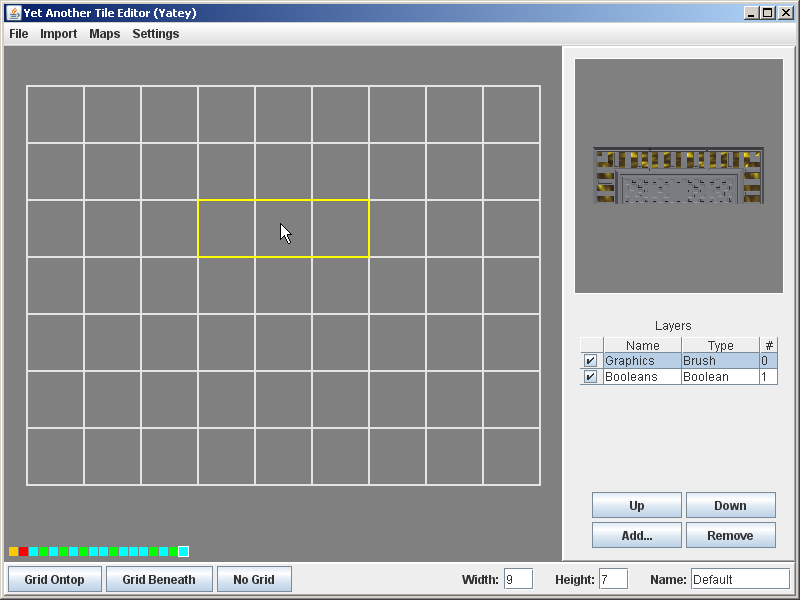 Yet Another Tile Editor (Yatey)
File Import Maps Settings
Layers
Name Type #
Graphics Brush 0
Booleans Boolean 1
Up Down
Add... Remove
Grid Ontop Grid Beneath No Grid Width: 9 Height: 7 Name: Default